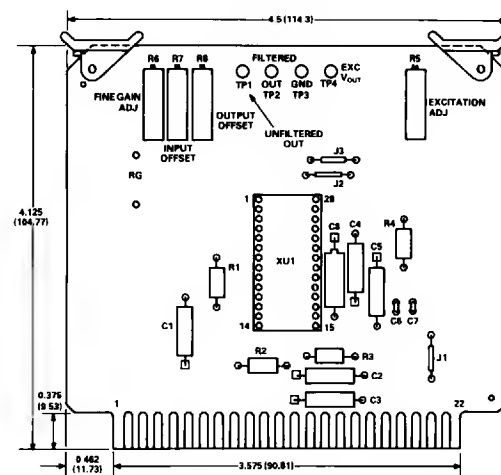 4.5 (114.3)
R6 R7 R8
FILTERED
TP1
OUT
TP2
GND
TP3
TP4
EXC
VOUT
R5
FINE GAIN
ADJ
INPUT
OFFSET
OUTPUT
OFFSET
UNFILTERED
OUT
EXCITATION
ADJ
RG
J3
J2
4.125
(104.77)
1
28
XU1
14
15
C8
C4
C5
R4
R1
C1
C6
C7
R2
R3
C2
C3
J1
0.375
(9.53)
1
22
0.462
(11.73)
3.575 (90.81)